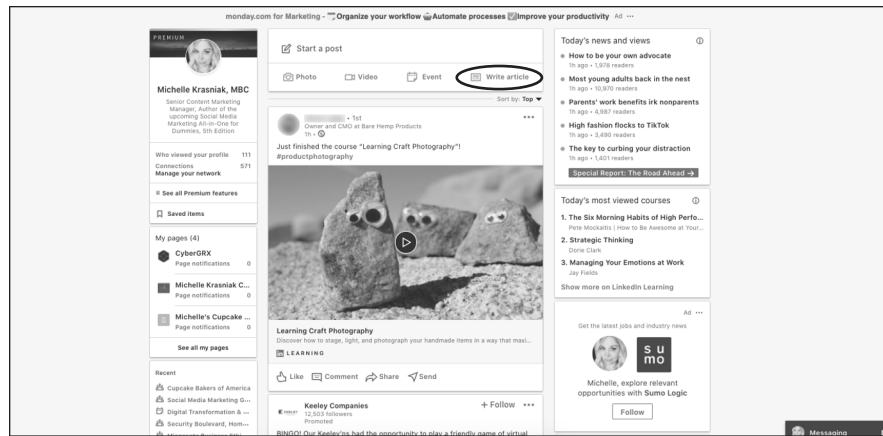 monday.com for Marketing - Organize your workflow Automate processes Improve your productivity Ad ···
PREMIUM
Michelle Krasniak, MBC
Senior Content Marketing
Manager, Author of the
upcoming Social Media
Marketing All-in-One for
Dummies, 5th Edition
Who viewed your profile 111
Connections 571
Manage your network
See all Premium features
Saved items
My pages (4)
CyberGRX
Page notifications 0
Michelle Krasniak C...
Page notifications 0
Michelle's Cupcake ...
Page notifications 0
See all my pages
Recent
Cupcake Bakers of America
Social Media Marketing G...
Digital Transformation & ...
Security Boulevard, Hom...
Start a post
Photo Video Event Write article
Sort by: Top
• 1st
Owner and CMO at Bare Hemp Products
1h •
Just finished the course "Learning Craft Photography"!
#productphotography
Learning Craft Photography
Discover how to stage, light, and photograph your handmade items in a way that maxi...
LEARNING
Like Comment Share Send
Keeley Companies
12,503 followers
Promoted
+ Follow ···
BINGO! Our Keeley'ns had the opportunity to play a friendly game of virtual
Today's news and views
How to be your own advocate
1h ago • 1,978 readers
Most young adults back in the nest
1h ago • 10,970 readers
Parents' work benefits irk nonparents
1h ago • 4,987 readers
High fashion flocks to TikTok
1h ago • 3,490 readers
The key to curbing your distraction
1h ago • 1,401 readers
Special Report: The Road Ahead →
Today's most viewed courses
1. The Six Morning Habits of High Perfo...
Pete Mockaitis | How to Be Awesome at Your...
2. Strategic Thinking
Dorie Clark
3. Managing Your Emotions at Work
Jay Fields
Show more on LinkedIn Learning
Ad ···
Get the latest jobs and industry news
su
mo
Michelle, explore relevant
opportunities with Sumo Logic
Follow
Messaging